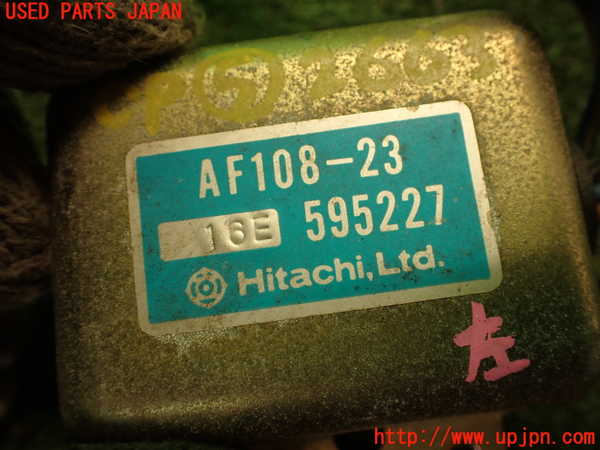 USED PARTS JAPAN
AF108-23
16E 595227
Hitachi, Ltd.
左
http://www.upjpn.com